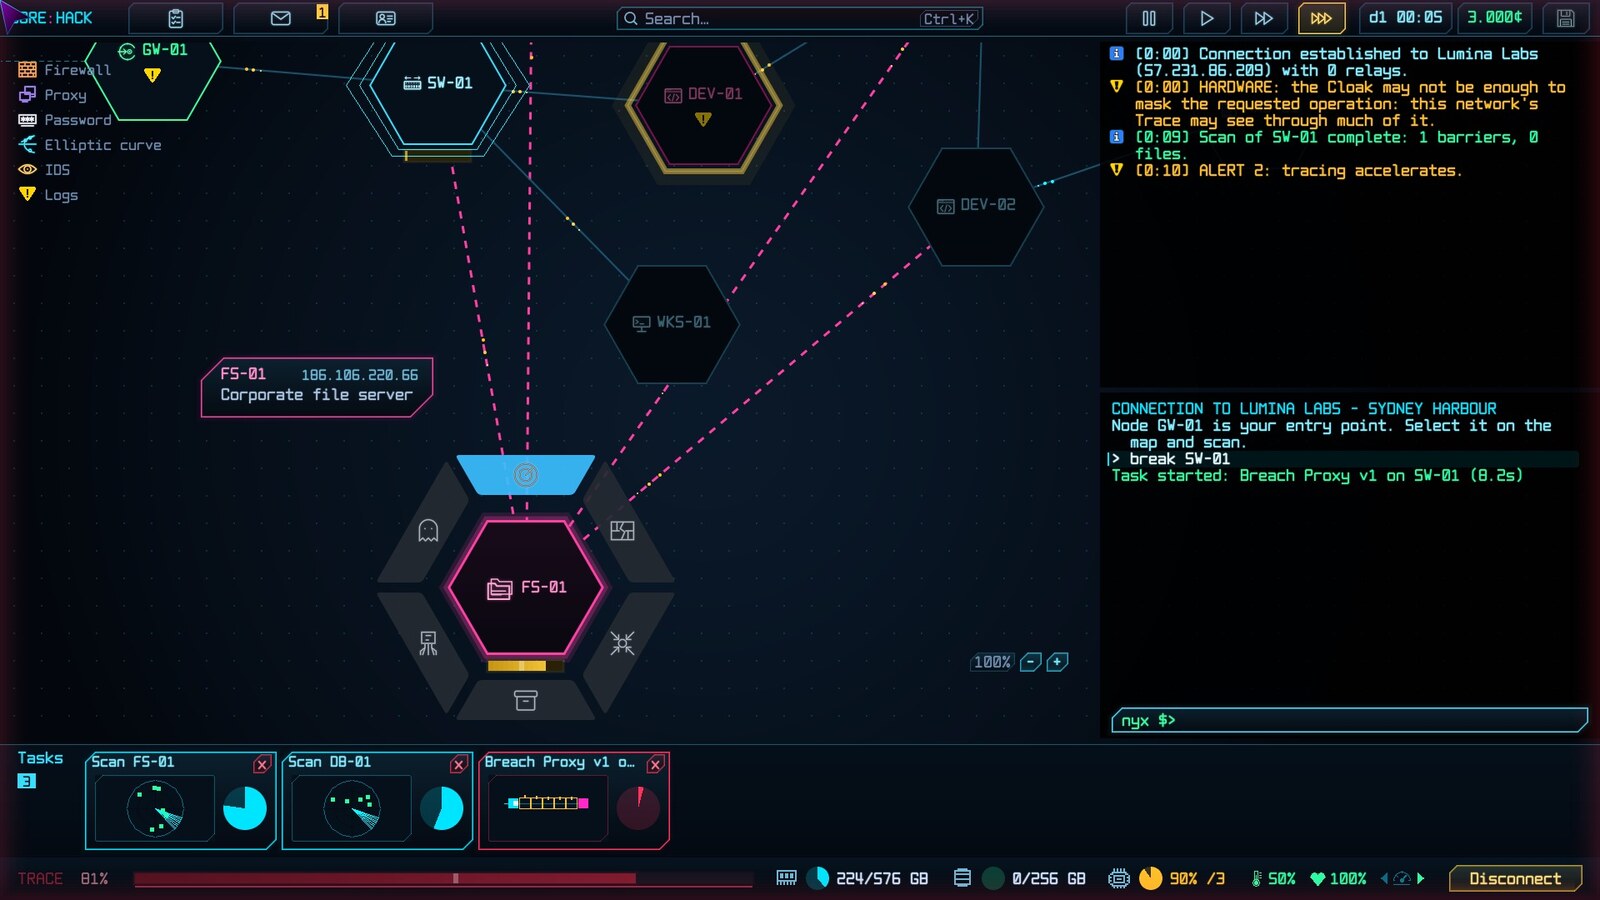 CORE:HACK
1
Search...
Ctrl+K
d1 00:05
3.000¢
Firewall
Proxy
Password
Elliptic curve
IDS
Logs
GW-01
SW-01
DEV-01
DEV-02
WKS-01
FS-01 186.106.220.66
Corporate file server
FS-01
100%
- +
[0:00] Connection established to Lumina Labs
(57.231.86.209) with 0 relays.
[0:00] HARDWARE: the Cloak may not be enough to
mask the requested operation: this network's
Trace may see through much of it.
[0:09] Scan of SW-01 complete: 1 barriers, 0
files.
[0:10] ALERT 2: tracing accelerates.
CONNECTION TO LUMINA LABS - SYDNEY HARBOUR
Node GW-01 is your entry point. Select it on the
map and scan.
> break SW-01
Task started: Breach Proxy v1 on SW-01 (8.2s)
nyx $>
Tasks
3
Scan FS-01
Scan DB-01
Breach Proxy v1 o...
TRACE 81%
224/576 GB
0/256 GB
90% /3
50%
100%
Disconnect